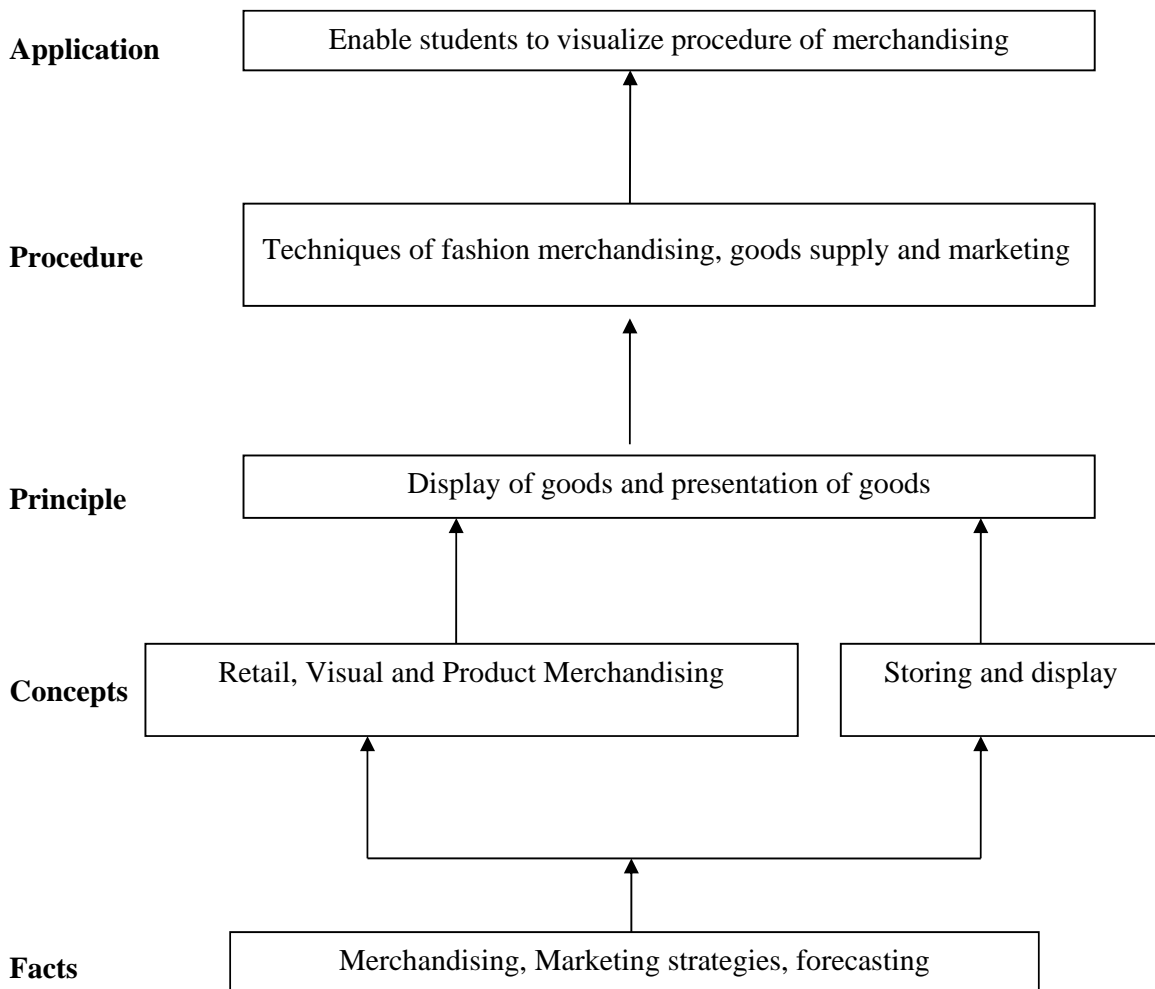 Application
Enable students to visualize procedure of merchandising
Procedure
Techniques of fashion merchandising, goods supply and marketing
Principle
Display of goods and presentation of goods
Concepts
Retail, Visual and Product Merchandising
Storing and display
Facts
Merchandising, Marketing strategies, forecasting